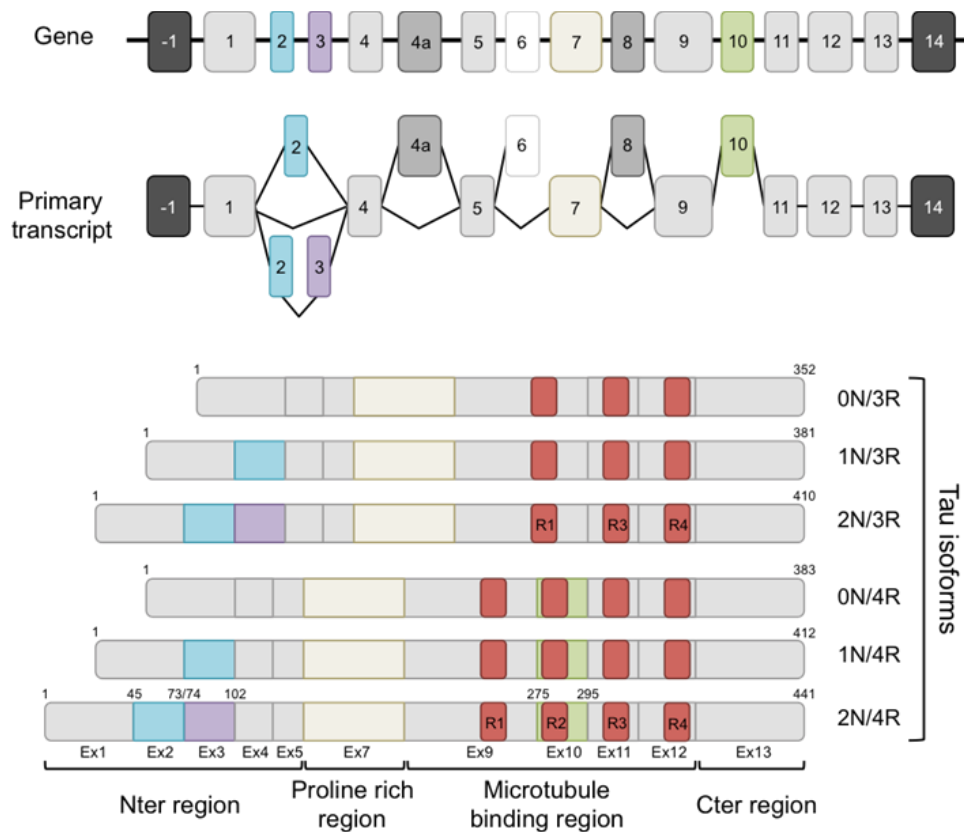 Gene
-1 1 2 3 4 4a 5 6 7 8 9 10 11 12 13 14
2 4a 6 8 10
Primary
transcript
-1 1 4 5 7 9 11 12 13 14
2 3
1 352
0N/3R
1 381
1N/3R
1 410
R1 R3 R4
2N/3R
1 383
0N/4R
1 412
1N/4R
1 45 73/74 102 275 295 441
R1 R2 R3 R4
2N/4R
Tau isoforms
Ex1 Ex2 Ex3 Ex4 Ex5 Ex7 Ex9 Ex10 Ex11 Ex12 Ex13
Nter region
Proline rich
region
Microtubule
binding region
Cter region